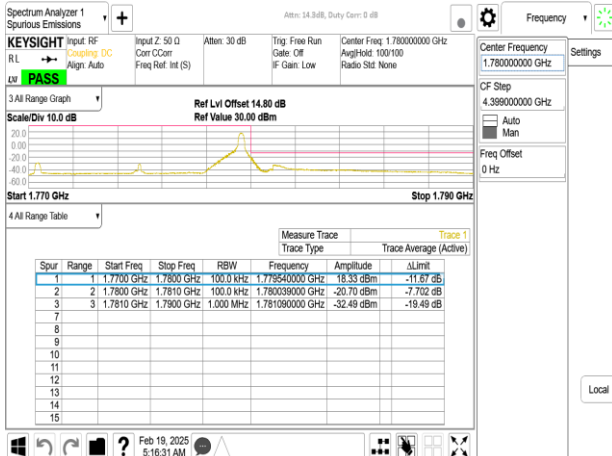 Spectrum Analyzer 1
Spurious Emissions
Attn: 14.8dB, Duty Corr: 0 dB
Frequency
KEYSIGHT
Input: RF
Coupling: DC
Align: Auto
Input Z: 50 Ω
Corr CCorr
Freq Ref: Int (S)
Atten: 30 dB
Trig: Free Run
Gate: Off
IF Gain: Low
Center Freq: 1.780000000 GHz
Avg|Hold: 100/100
Radio Std: None
RL
PASS
Center Frequency
1.780000000 GHz
Settings
CF Step
4.399000000 GHz
Auto
Man
Freq Offset
0 Hz
3 All Range Graph
Scale/Div 10.0 dB
Ref Lvl Offset 14.80 dB
Ref Value 30.00 dBm
20.0
0.00
-20.0
-40.0
-60.0
Start 1.770 GHz
Stop 1.790 GHz
4 All Range Table
Measure Trace Trace 1
Trace Type Trace Average (Active)
Spur Range Start Freq Stop Freq RBW Frequency Amplitude ΔLimit
1 1 1.7700 GHz 1.7800 GHz 100.0 kHz 1.779540000 GHz 18.33 dBm -11.67 dB
2 2 1.7800 GHz 1.7810 GHz 100.0 kHz 1.780039000 GHz -20.70 dBm -7.702 dB
3 3 1.7810 GHz 1.7900 GHz 1.000 MHz 1.781090000 GHz -32.49 dBm -19.49 dB
7
8
9
10
11
12
13
14
15
Local
?
Feb 19, 2025
5:16:31 AM